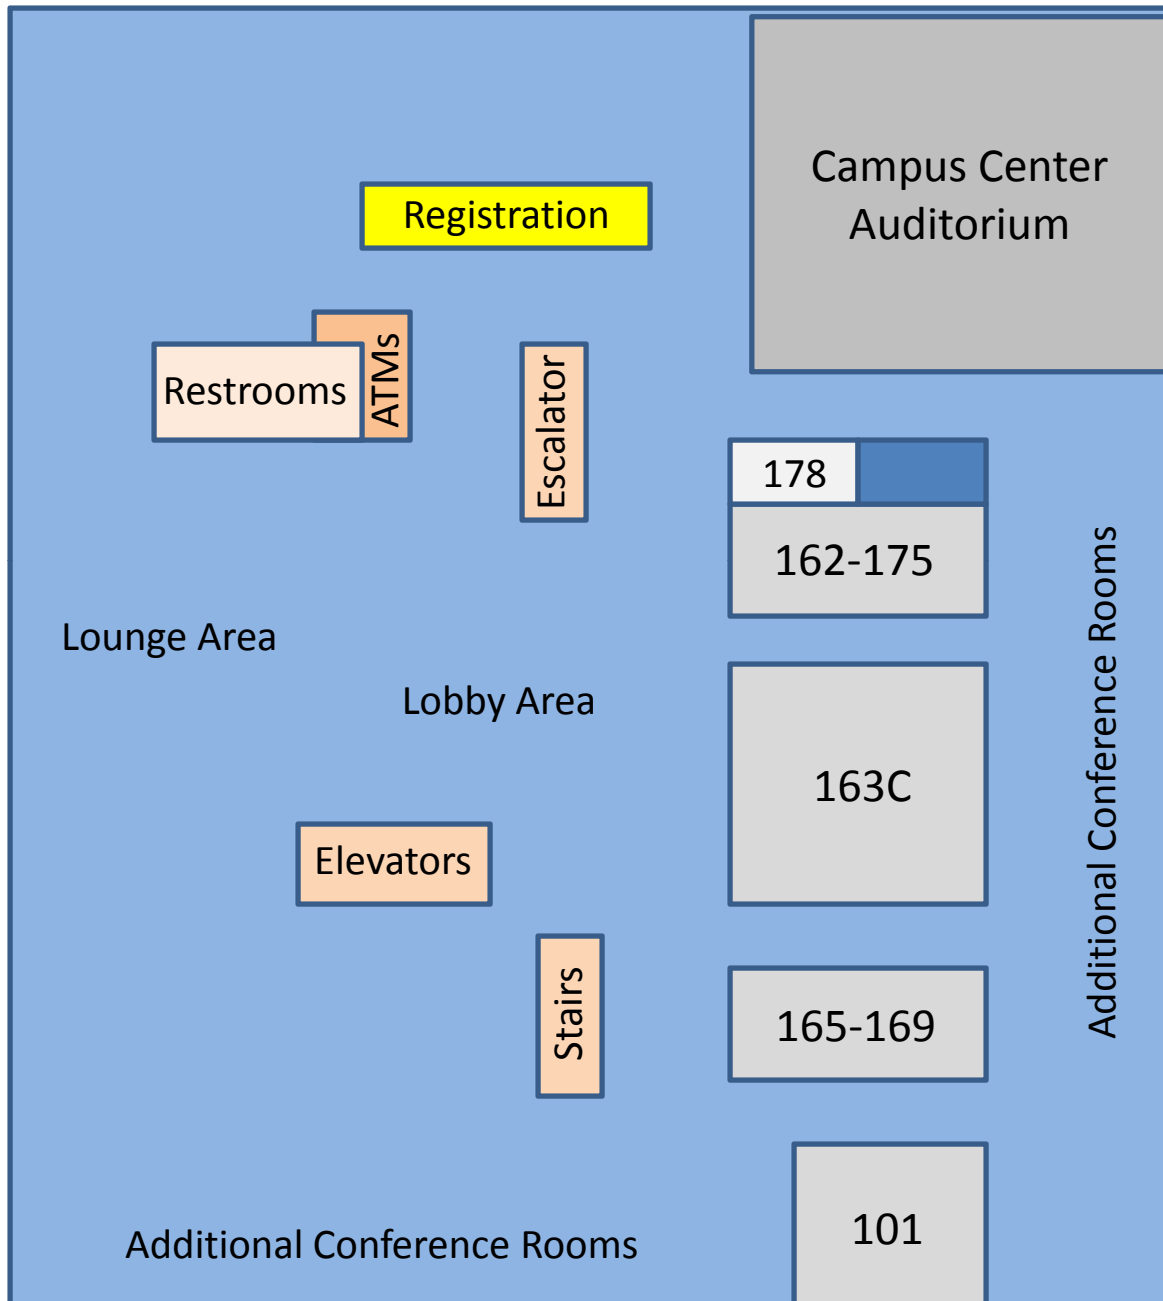 Campus Center
Auditorium
Registration
ATMs
Restrooms
Escalator
178
162-175
Lounge Area
Lobby Area
163C
Additional Conference Rooms
Elevators
Stairs
165-169
101
Additional Conference Rooms